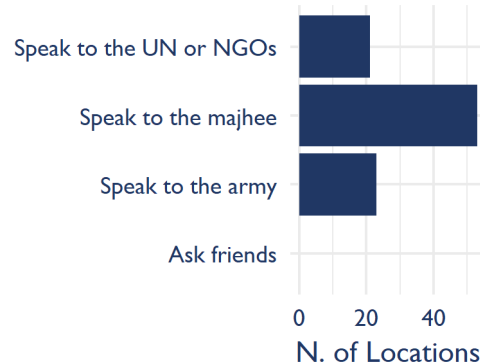 Speak to the UN or NGOs
Speak to the majhee
Speak to the army
Ask friends
0 20 40
N. of Locations